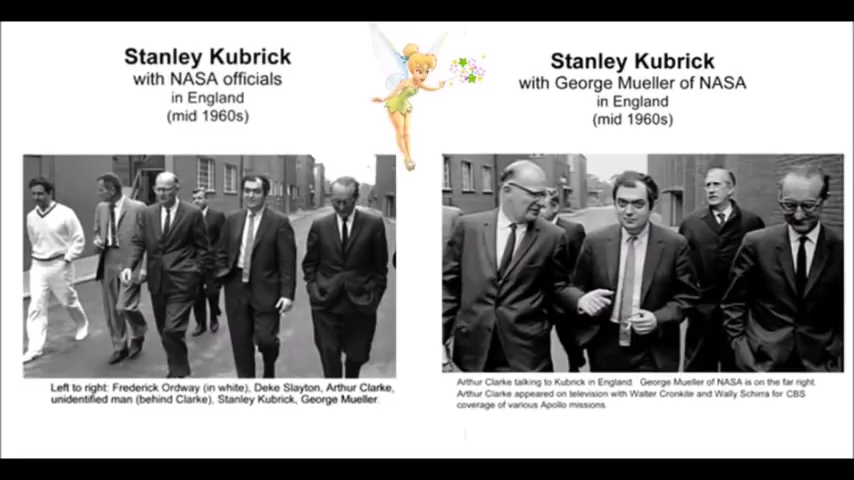 Stanley Kubrick
with NASA officials
in England
(mid 1960s)
Left to right: Frederick Ordway (in white), Deke Slayton, Arthur Clarke,
unidentified man (behind Clarke), Stanley Kubrick, George Mueller.
Stanley Kubrick
with George Mueller of NASA
in England
(mid 1960s)
Arthur Clarke talking to Kubrick in England. George Mueller of NASA is on the far right.
Arthur Clarke appeared on television with Walter Cronkite and Wally Schirra for CBS
coverage of various Apollo missions.